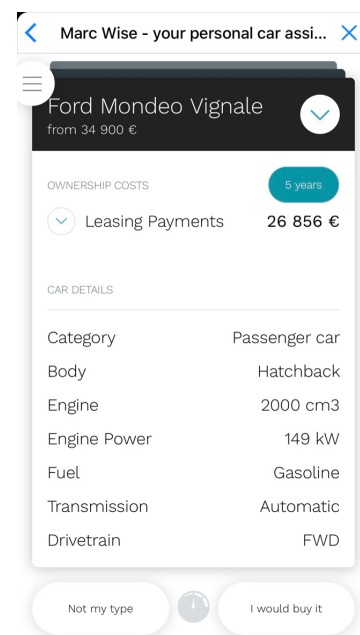 Marc Wise - your personal car assi...
Ford Mondeo Vignale
from 34 900 €
OWNERSHIP COSTS 5 years
Leasing Payments 26 856 €
CAR DETAILS
Category Passenger car
Body Hatchback
Engine 2000 cm3
Engine Power 149 kW
Fuel Gasoline
Transmission Automatic
Drivetrain FWD
Not my type I would buy it